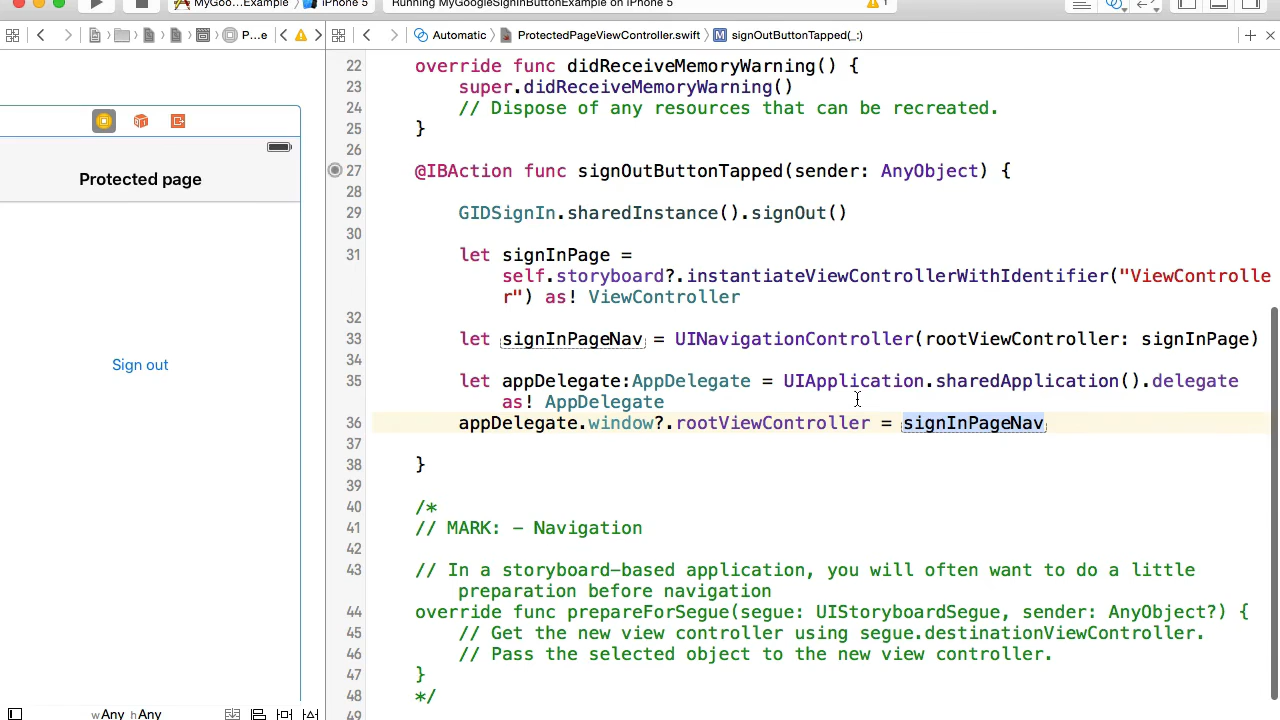 MyGoo...Example iPhone 5 Running MyGoogleSignInButtonExample on iPhone 5 1
P...e Automatic ProtectedPageViewController.swift signOutButtonTapped(_:)
22 override func didReceiveMemoryWarning() {
23 super.didReceiveMemoryWarning()
24 // Dispose of any resources that can be recreated.
25 }
26
27 @IBAction func signOutButtonTapped(sender: AnyObject) {
28
29 GIDSignIn.sharedInstance().signOut()
30
31 let signInPage =
self.storyboard?.instantiateViewControllerWithIdentifier("ViewControlle
r") as! ViewController
32
33 let signInPageNav = UINavigationController(rootViewController: signInPage)
34
35 let appDelegate:AppDelegate = UIApplication.sharedApplication().delegate
as! AppDelegate
36 appDelegate.window?.rootViewController = signInPageNav
37
38 }
39
40 /*
41 // MARK: - Navigation
42
43 // In a storyboard-based application, you will often want to do a little
preparation before navigation
44 override func prepareForSegue(segue: UIStoryboardSegue, sender: AnyObject?) {
45 // Get the new view controller using segue.destinationViewController.
46 // Pass the selected object to the new view controller.
47 }
48 */
49
Protected page
Sign out
wAny hAny